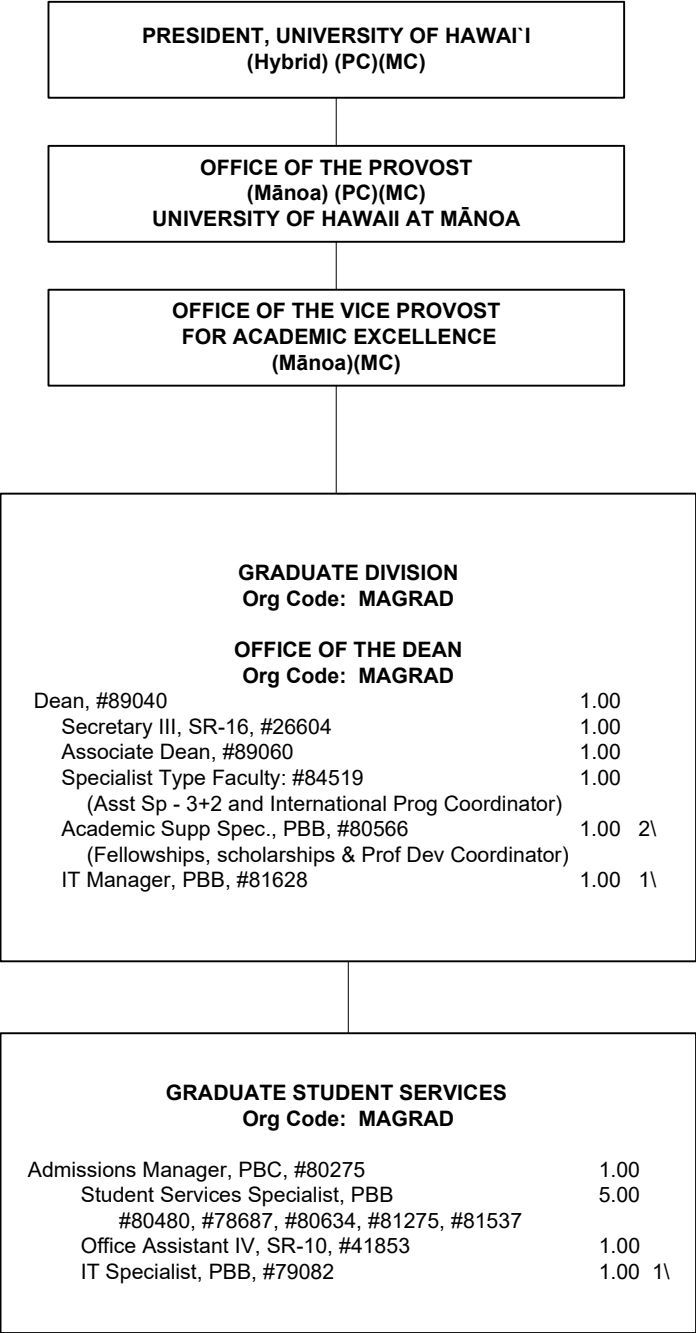 PRESIDENT, UNIVERSITY OF HAWAI`I
(Hybrid) (PC)(MC)
OFFICE OF THE PROVOST
(Mānoa) (PC)(MC)
UNIVERSITY OF HAWAII AT MĀNOA
OFFICE OF THE VICE PROVOST
FOR ACADEMIC EXCELLENCE
(Mānoa)(MC)
GRADUATE DIVISION
Org Code:  MAGRAD
OFFICE OF THE DEAN
Org Code:  MAGRAD
Dean, #89040 1.00
Secretary III, SR-16, #26604 1.00
Associate Dean, #89060 1.00
Specialist Type Faculty: #84519 1.00
(Asst Sp - 3+2 and International Prog Coordinator)
Academic Supp Spec., PBB, #80566 1.00 2\
(Fellowships, scholarships & Prof Dev Coordinator)
IT Manager, PBB, #81628 1.00 1\
GRADUATE STUDENT SERVICES
Org Code:  MAGRAD
Admissions Manager, PBC, #80275 1.00
Student Services Specialist, PBB 5.00
#80480, #78687, #80634, #81275, #81537
Office Assistant IV, SR-10, #41853 1.00
IT Specialist, PBB, #79082 1.00 1\